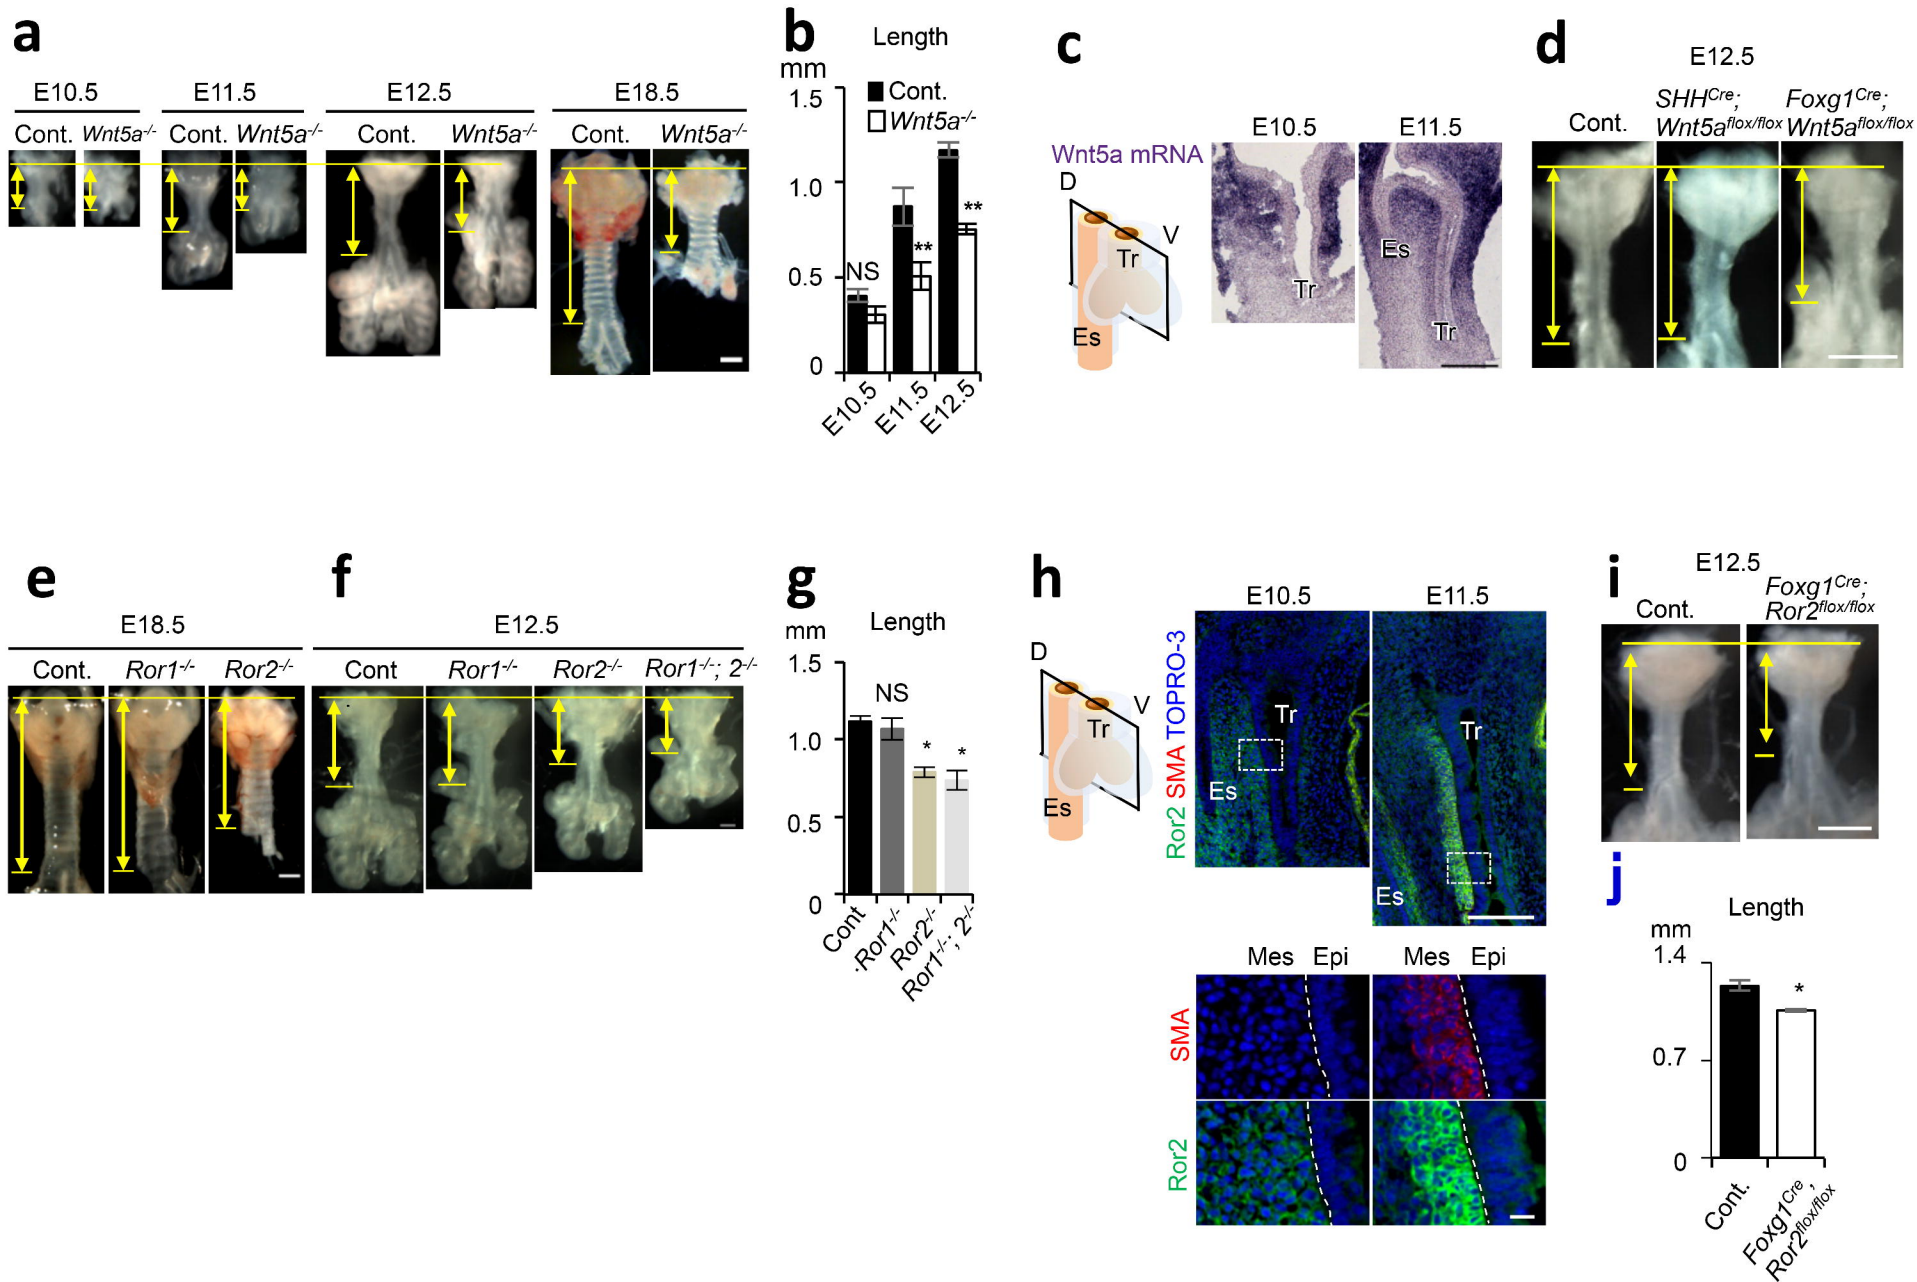 a
E10.5
E11.5
E12.5
E18.5
Cont.
Wnt5a-/-
Cont.
Wnt5a-/-
Cont.
Wnt5a-/-
Cont.
Wnt5a-/-
b
Length
mm
Cont.
Wnt5a-/-
1.5
1.0
0.5
0
NS
**
**
E10.5
E11.5
E12.5
c
Wnt5a mRNA
D
V
Tr
Es
E10.5
E11.5
Tr
Es
Tr
d
E12.5
Cont.
SHHCre;
Wnt5aflox/flox
Foxg1Cre;
Wnt5aflox/flox
e
E18.5
Cont.
Ror1-/-
Ror2-/-
f
E12.5
Cont
Ror1-/-
Ror2-/-
Ror1-/-; 2-/-
g
Length
mm
1.5
1.0
0.5
0
NS
*
*
Cont
.Ror1-/-
Ror2-/-
Ror1-/-; 2-/-
h
D
V
Tr
Es
Ror2 SMA TOPRO-3
E10.5
E11.5
Tr
Es
Tr
Es
Mes
Epi
Mes
Epi
SMA
Ror2
i
E12.5
Cont.
Foxg1Cre;
Ror2flox/flox
j
Length
mm
1.4
0.7
0
*
Cont.
Foxg1Cre;
Ror2flox/flox